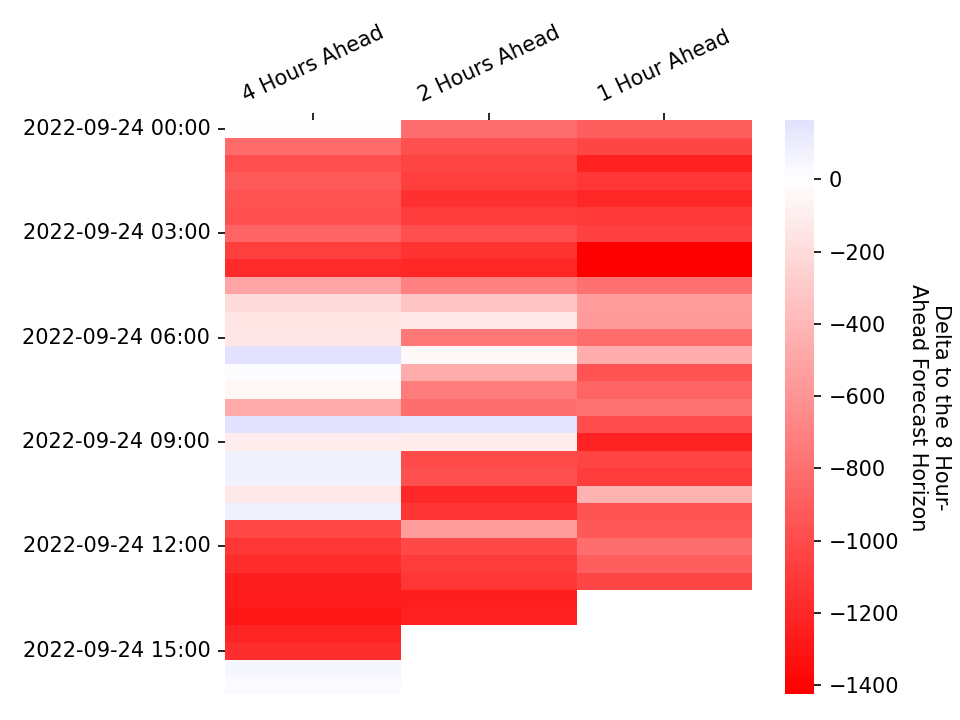 4 Hours Ahead
2 Hours Ahead
1 Hour Ahead
2022-09-24 00:00
2022-09-24 03:00
2022-09-24 06:00
2022-09-24 09:00
2022-09-24 12:00
2022-09-24 15:00
0
−200
−400
−600
−800
−1000
−1200
−1400
Delta to the 8 Hour-
Ahead Forecast Horizon